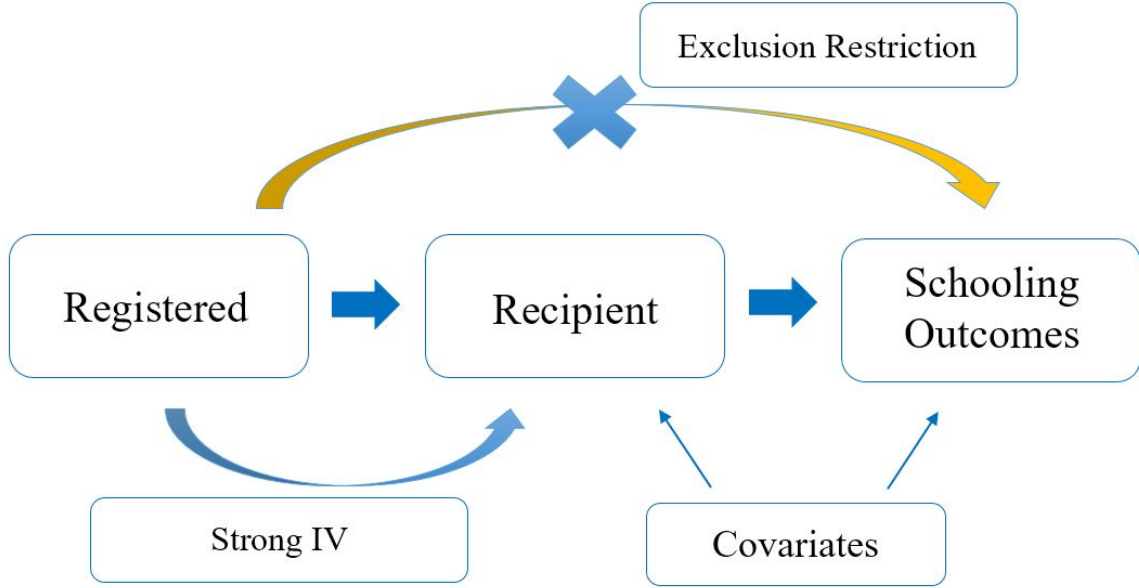 Exclusion Restriction
Registered
Recipient
Schooling
Outcomes
Strong IV
Covariates